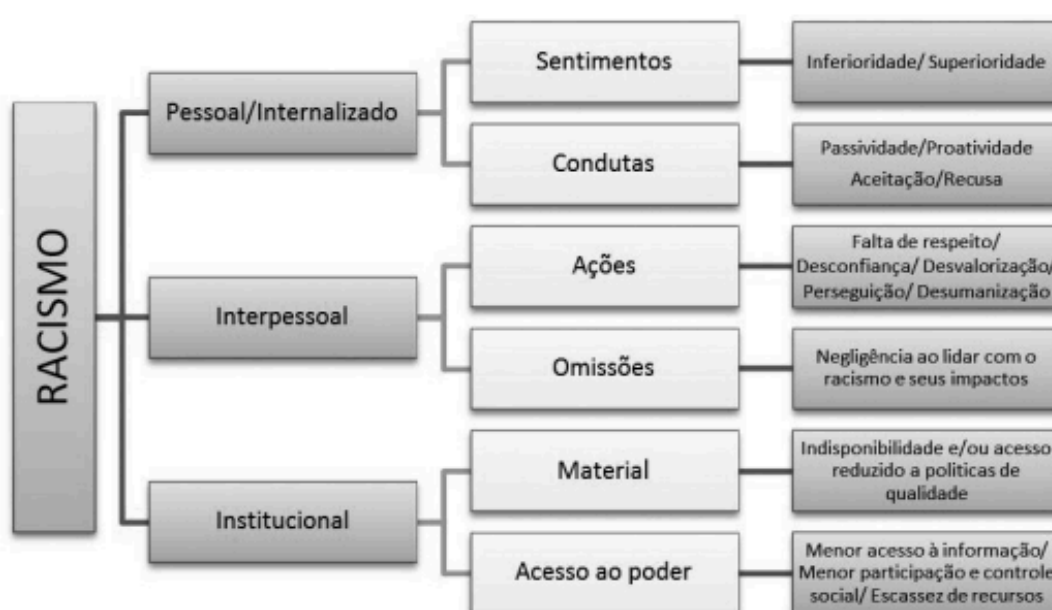 RACISMO
Pessoal/Internalizado
Sentimentos
Inferioridade/ Superioridade
Condutas
Passividade/Proatividade
Aceitação/Recusa
Interpessoal
Ações
Falta de respeito/
Desconfiança/ Desvalorização/
Perseguição/ Desumanização
Omissões
Negligência ao lidar com o
racismo e seus impactos
Institucional
Material
Indisponibilidade e/ou acesso
reduzido a politicas de
qualidade
Acesso ao poder
Menor acesso à informação/
Menor participação e controle
social/ Escassez de recursos